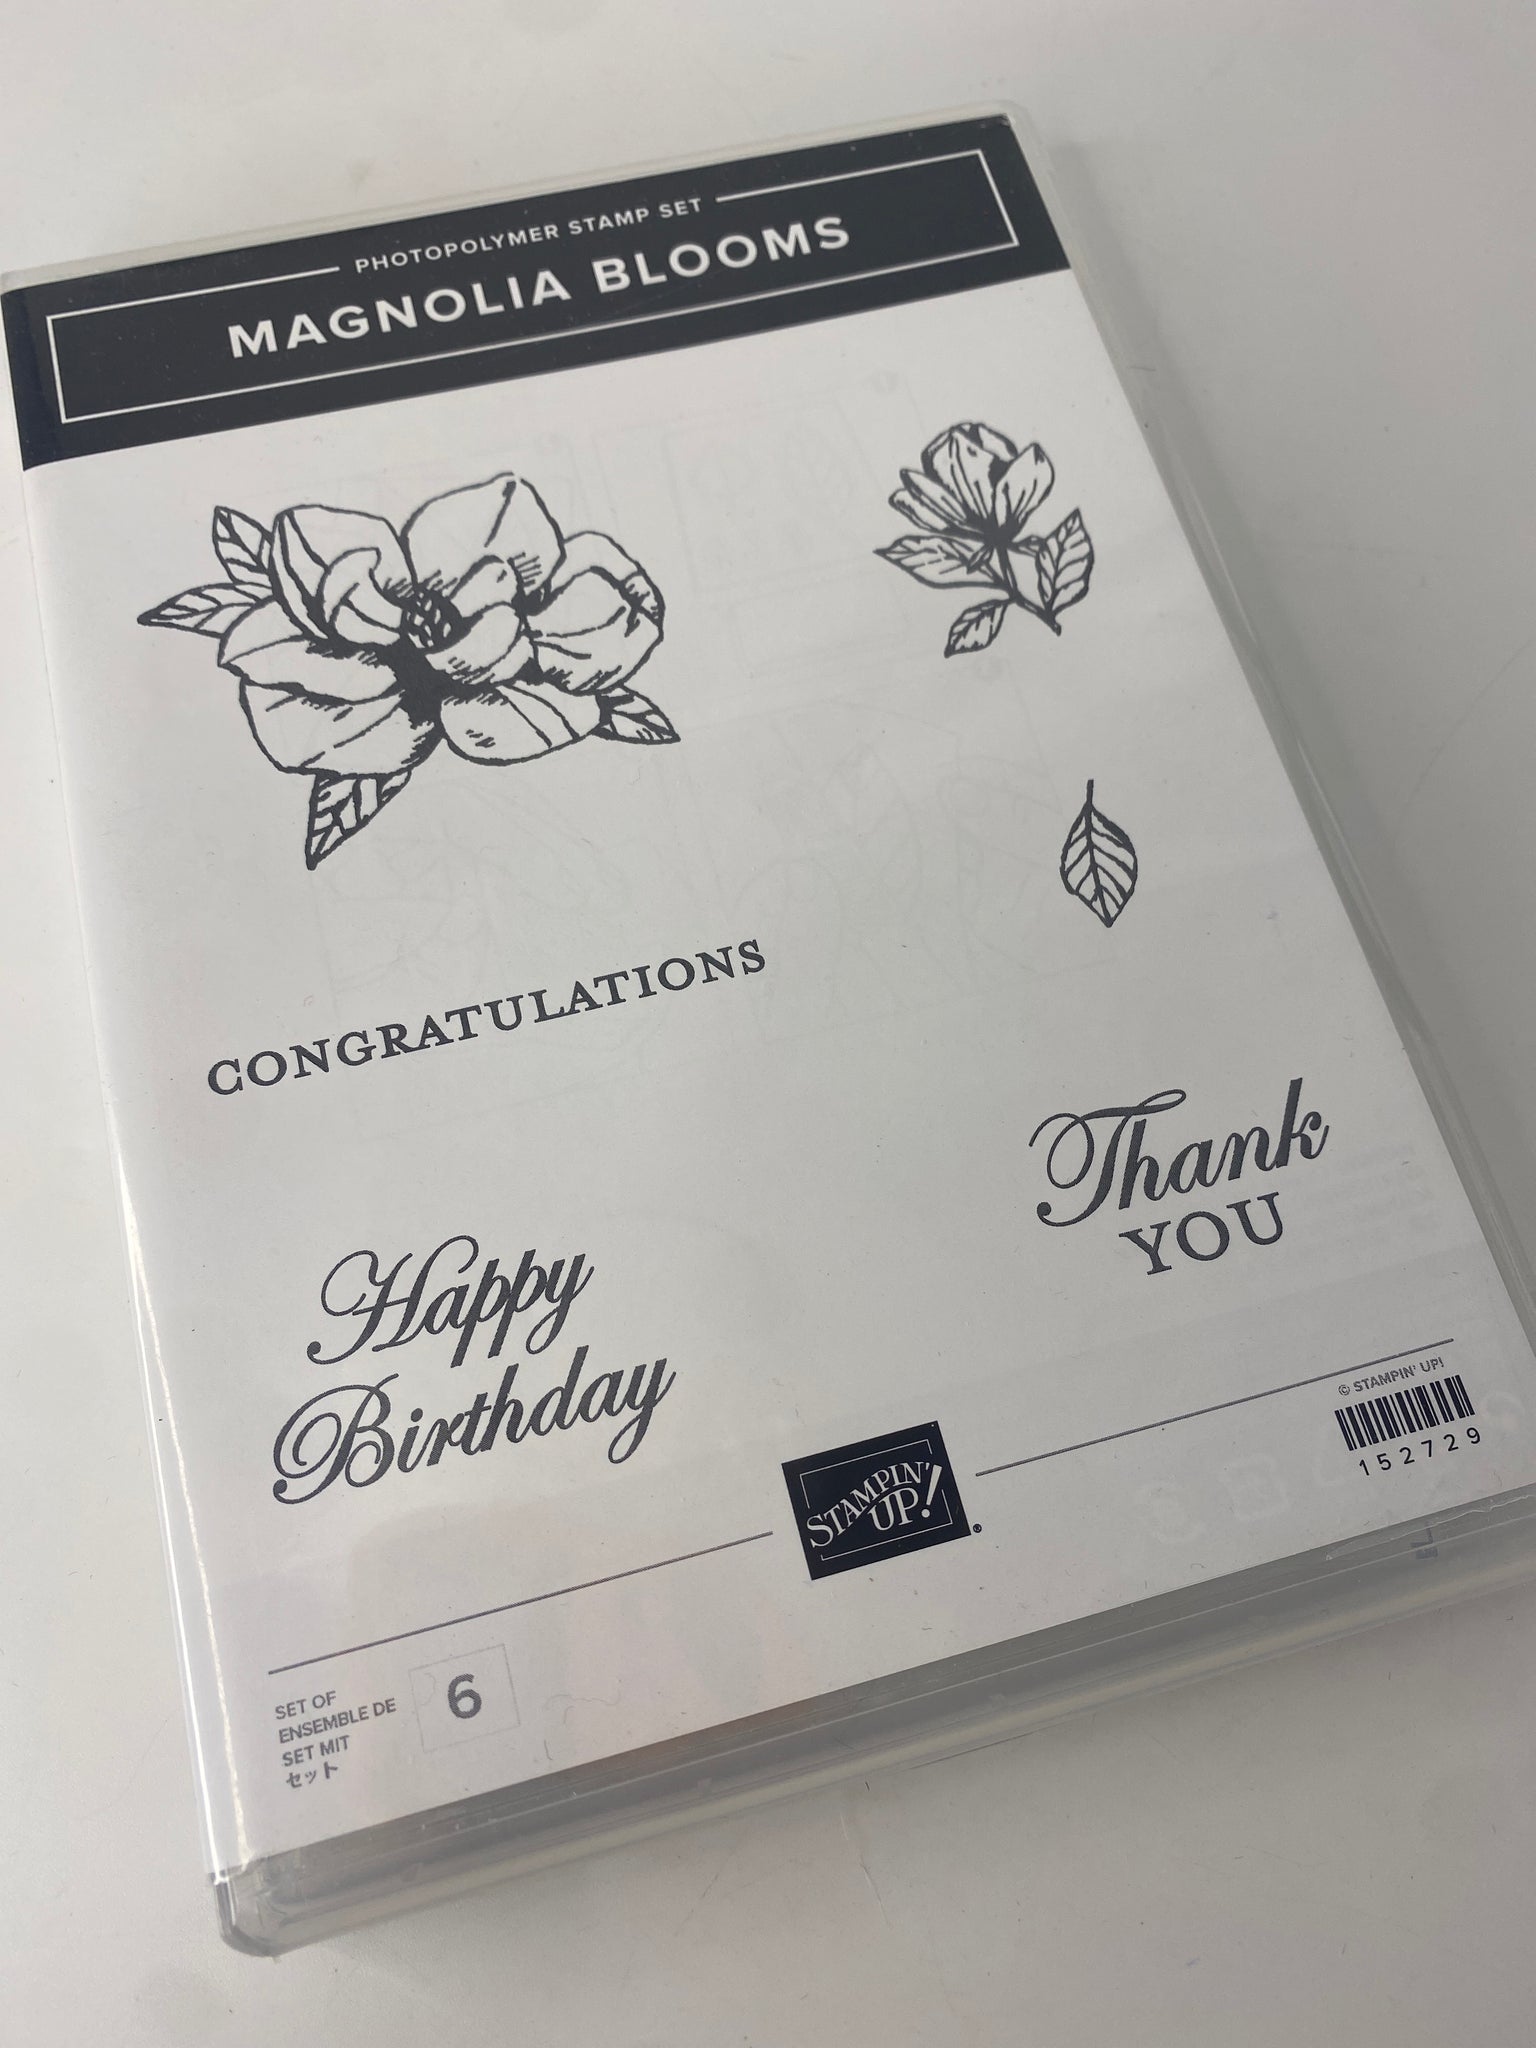 PHOTOPOLYMER STAMP SET
MAGNOLIA BLOOMS
CONGRATULATIONS
Thank
YOU
Happy
Birthday
© STAMPIN' UP!
152729
STAMPIN'
UP!®
SET OF
ENSEMBLE DE
SET MIT
セット
6